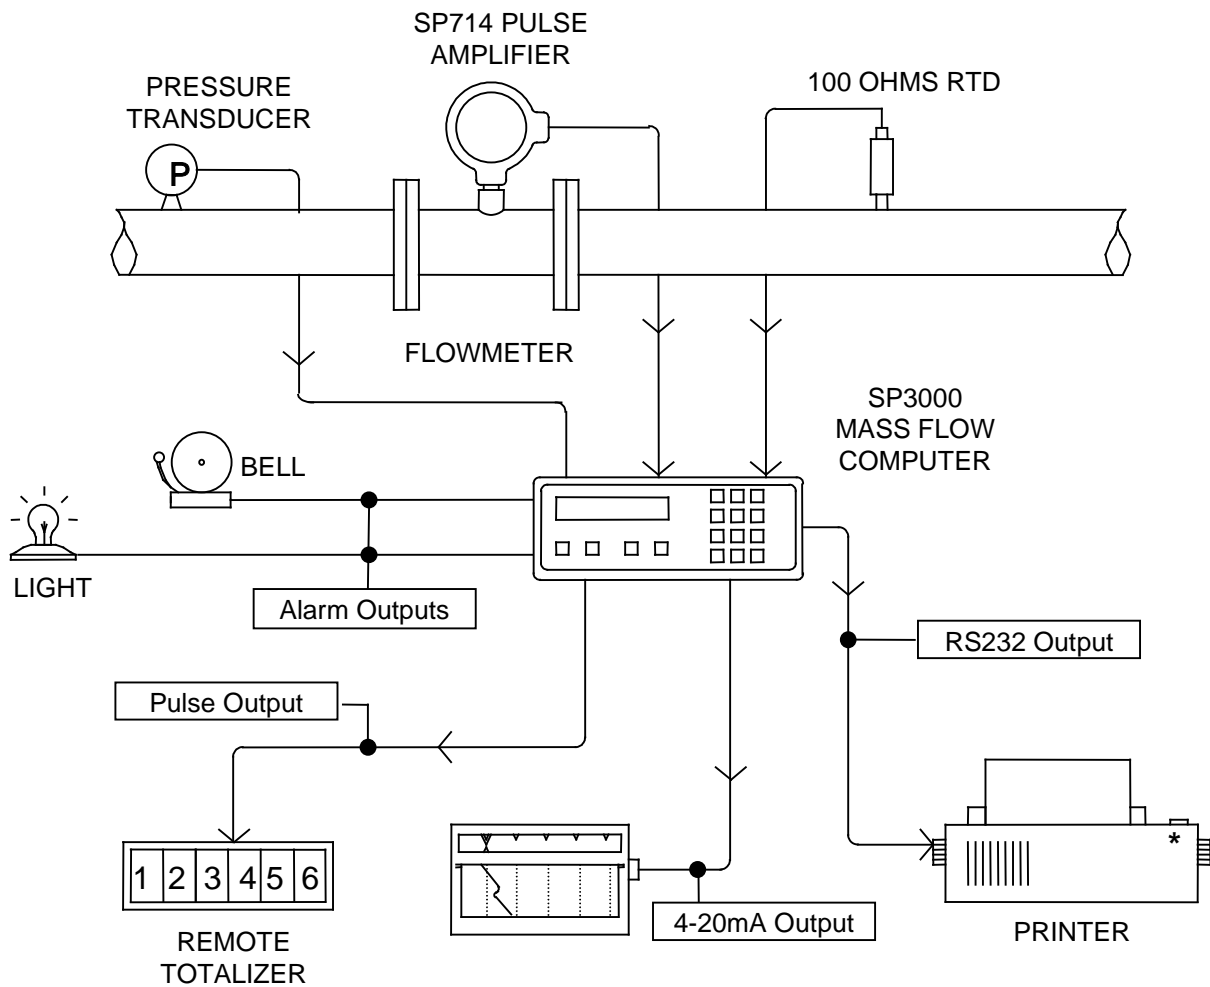 SP714 PULSE
AMPLIFIER
PRESSURE
TRANSDUCER
100 OHMS RTD
P
FLOWMETER
SP3000
MASS FLOW
COMPUTER
BELL
LIGHT
Alarm Outputs
RS232 Output
Pulse Output
1 2 3 4 5 6
*
4-20mA Output
PRINTER
REMOTE
TOTALIZER